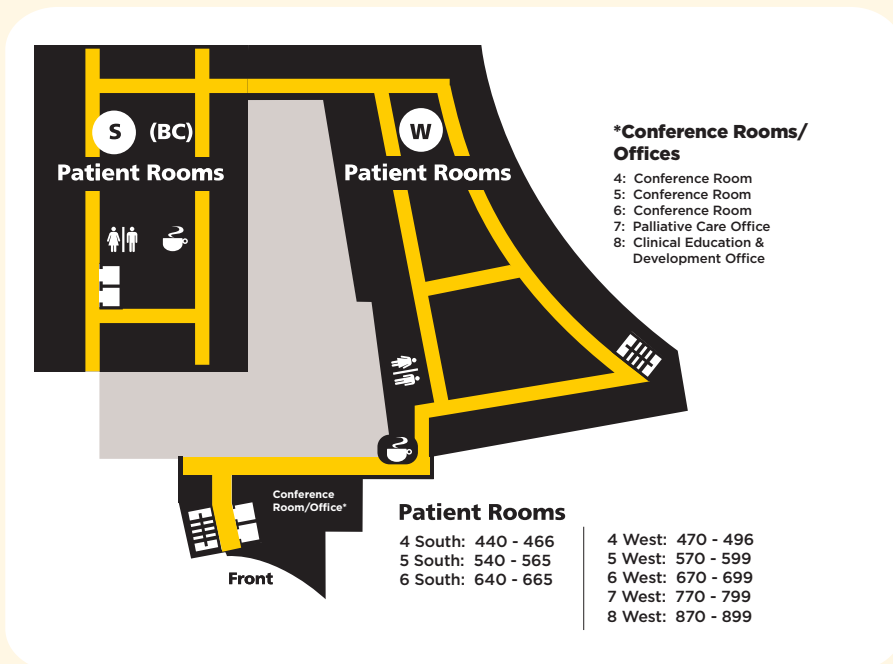 S (BC)
Patient Rooms
W
Patient Rooms
*Conference Rooms/
Offices
4: Conference Room
5: Conference Room
6: Conference Room
7: Palliative Care Office
8: Clinical Education &
Development Office
Conference
Room/Office*
Front
Patient Rooms
4 South: 440 - 466
5 South: 540 - 565
6 South: 640 - 665
4 West: 470 - 496
5 West: 570 - 599
6 West: 670 - 699
7 West: 770 - 799
8 West: 870 - 899